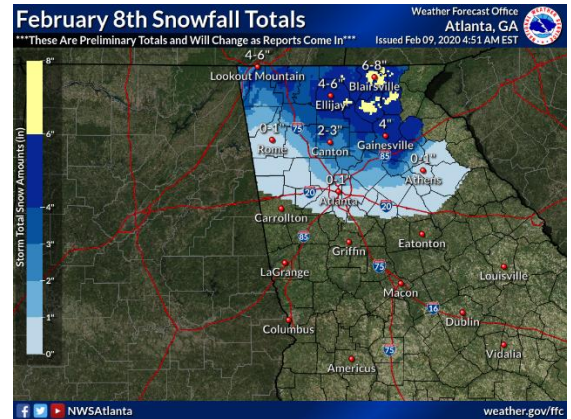 February 8th Snowfall Totals
***These Are Preliminary Totals and Will Change as Reports Come In***
Weather Forecast Office
Atlanta, GA
Issued Feb 09, 2020 4:51 AM EST
Storm Total Snow Amounts (in)
8"
6"
4"
3"
2"
1"
0"
4-6"
Lookout Mountain
6-8"
Blairsville
4-6"
Ellijay
75
0-1"
Rome
2-3"
Canton
4"
Gainesville
85
0-1"
Athens
0-1"
Atlanta
20
20
Carrollton
85
Griffin
Eatonton
LaGrange
75
Macon
Louisville
16
Dublin
Columbus
75
Vidalia
Americus
NWSAtlanta
weather.gov/ffc